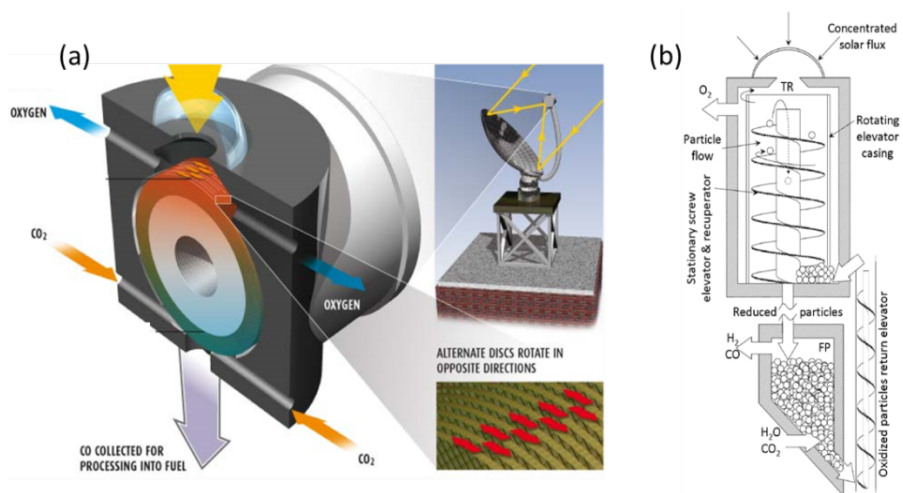 (a)
OXYGEN
CO2
OXYGEN
CO2
CO COLLECTED FOR
PROCESSING INTO FUEL
ALTERNATE DISCS ROTATE IN
OPPOSITE DIRECTIONS
(b)
Concentrated
solar flux
TR
O2
Rotating
elevator
casing
Particle
flow
Stationary screw
elevator & recuperator
Reduced particles
H2
CO
FP
H2O
CO2
Oxidized particles return elevator